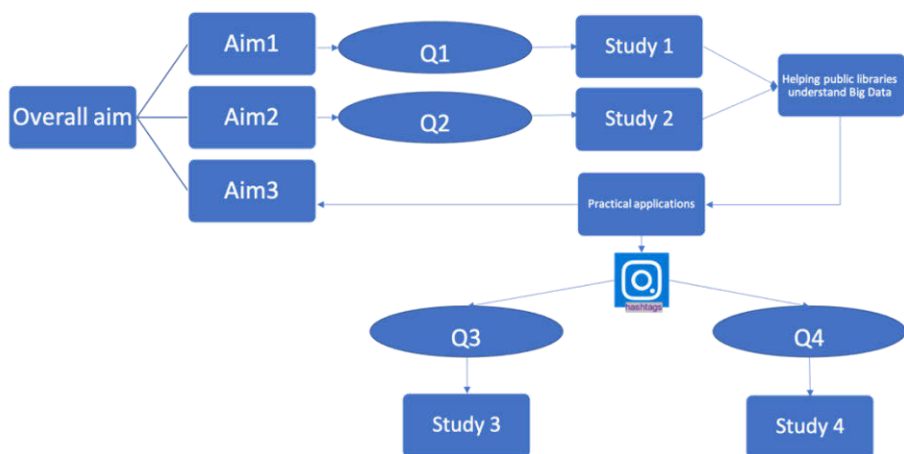 Aim1
Q1
Study 1
Helping public libraries
understand Big Data
Overall aim
Aim2
Q2
Study 2
Aim3
Practical applications
hashtags
Q3
Q4
Study 3
Study 4